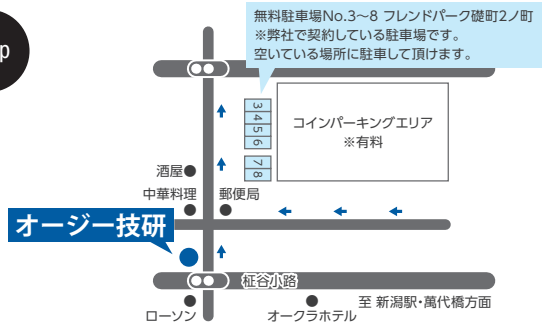 p
無料駐車場No.3〜8 フレンドパーク礎町2ノ町
※弊社で契約している駐車場です。
空いている場所に駐車して頂けます。
3
4
5
6
7
8
コインパーキングエリア
※有料
酒屋
中華料理
郵便局
オージー技研
柾谷小路
ローソン
オークラホテル
至 新潟駅・萬代橋方面